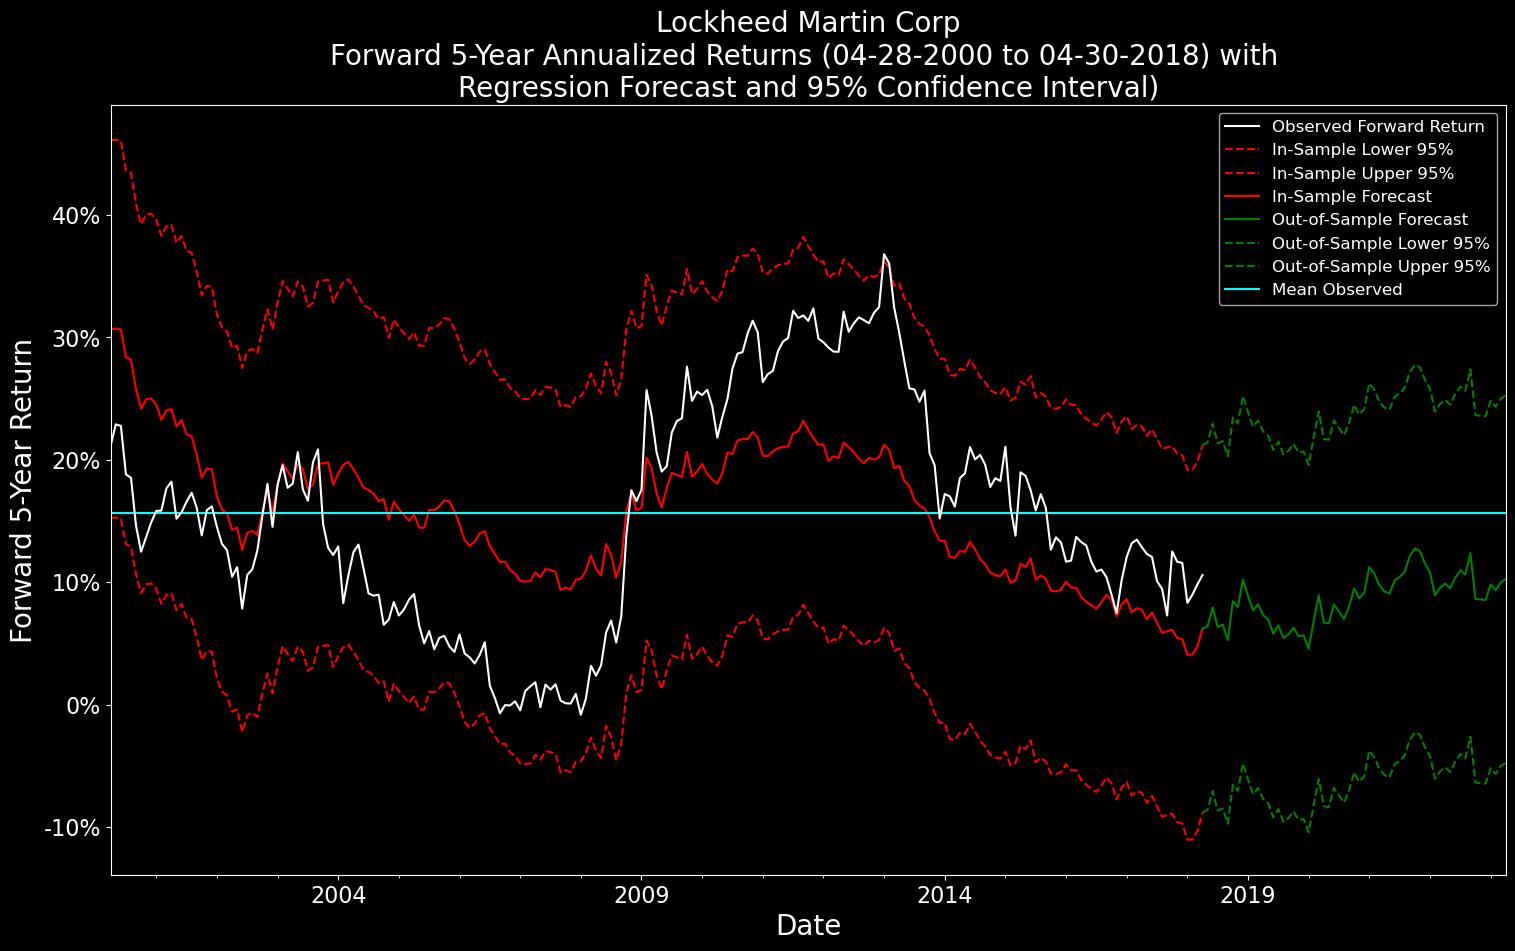 Lockheed Martin Corp
Forward 5-Year Annualized Returns (04-28-2000 to 04-30-2018) with
Regression Forecast and 95% Confidence Interval)
Observed Forward Return
In-Sample Lower 95%
In-Sample Upper 95%
In-Sample Forecast
Out-of-Sample Forecast
Out-of-Sample Lower 95%
Out-of-Sample Upper 95%
Mean Observed
Forward 5-Year Return
40%
30%
20%
10%
0%
-10%
2004
2009
2014
2019
Date